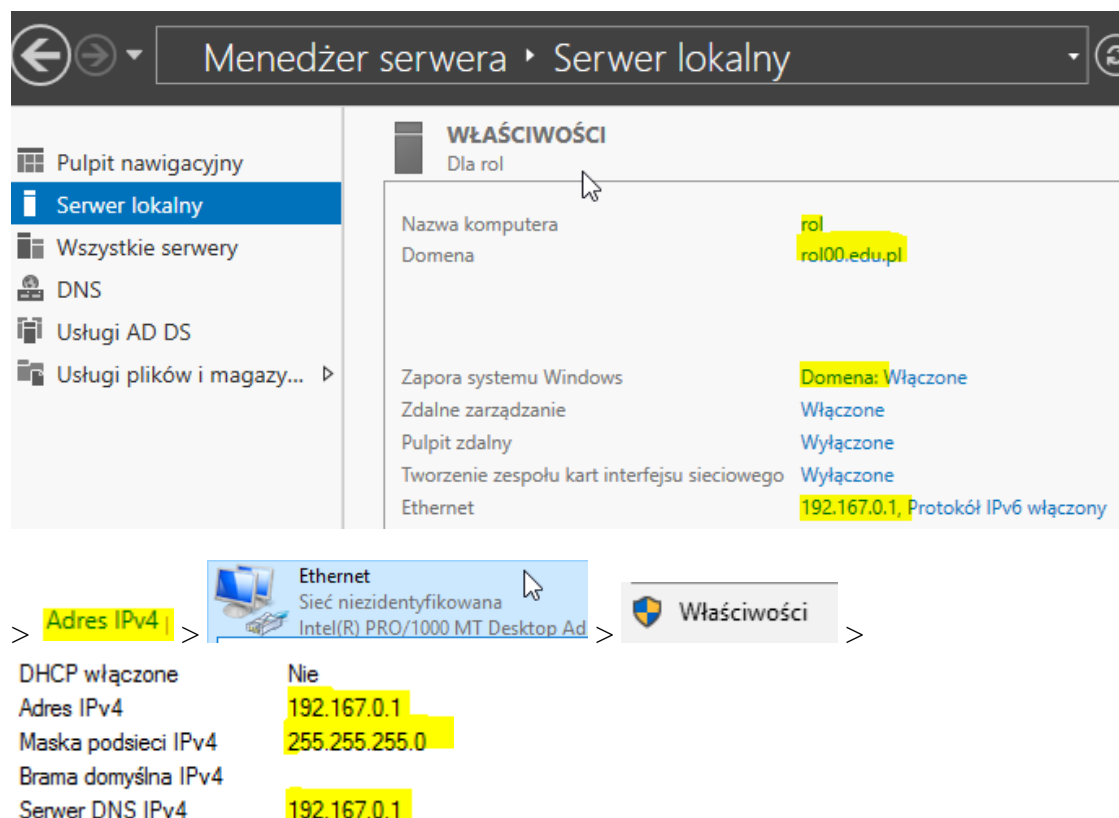 Menedżer serwera ‣ Serwer lokalny
Pulpit nawigacyjny
Serwer lokalny
Wszystkie serwery
DNS
Usługi AD DS
Usługi plików i magazy...
WŁAŚCIWOŚCI
Dla rol
Nazwa komputera rol
Domena rol00.edu.pl
Zapora systemu Windows Domena: Włączone
Zdalne zarządzanie Włączone
Pulpit zdalny Wyłączone
Tworzenie zespołu kart interfejsu sieciowego Wyłączone
Ethernet 192.167.0.1, Protokół IPv6 włączony
> Adres IPv4 >
Ethernet
Sieć niezidentyfikowana
Intel(R) PRO/1000 MT Desktop Ad
> Właściwości >
DHCP włączone Nie
Adres IPv4 192.167.0.1
Maska podsieci IPv4 255.255.255.0
Brama domyślna IPv4
Serwer DNS IPv4 192.167.0.1